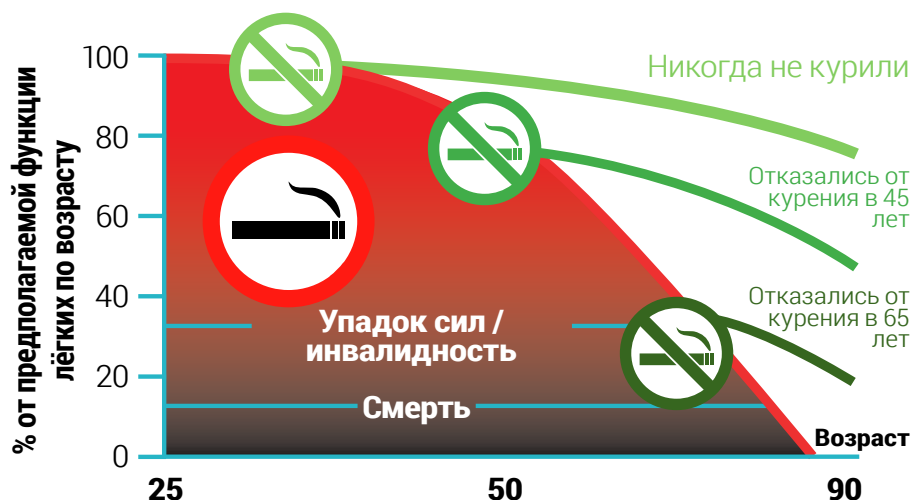 % от предполагаемой функции
лёгких по возрасту
100
80
60
40
20
0
Никогда не курили
Отказались от
курения в 45
лет
Отказались от
курения в 65
лет
Упадок сил /
инвалидность
Смерть
Возраст
25
50
90